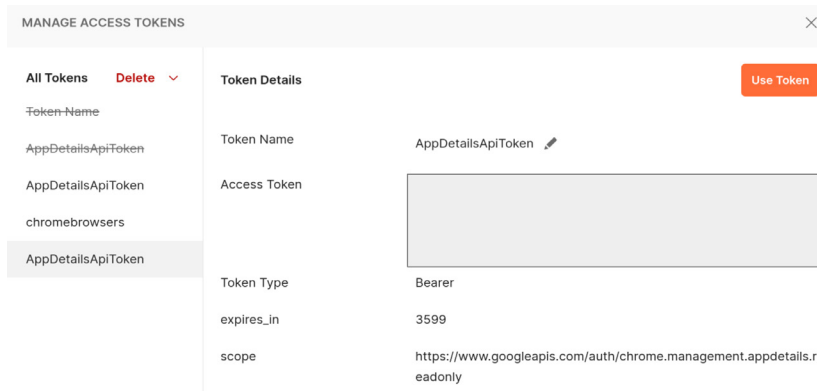 MANAGE ACCESS TOKENS
All Tokens Delete
Token Details
Use Token
Token Name
AppDetailsApiToken
AppDetailsApiToken
chromebrowsers
AppDetailsApiToken
Token Name AppDetailsApiToken
Access Token
Token Type Bearer
expires_in 3599
scope https://www.googleapis.com/auth/chrome.management.appdetails.r
eadonly